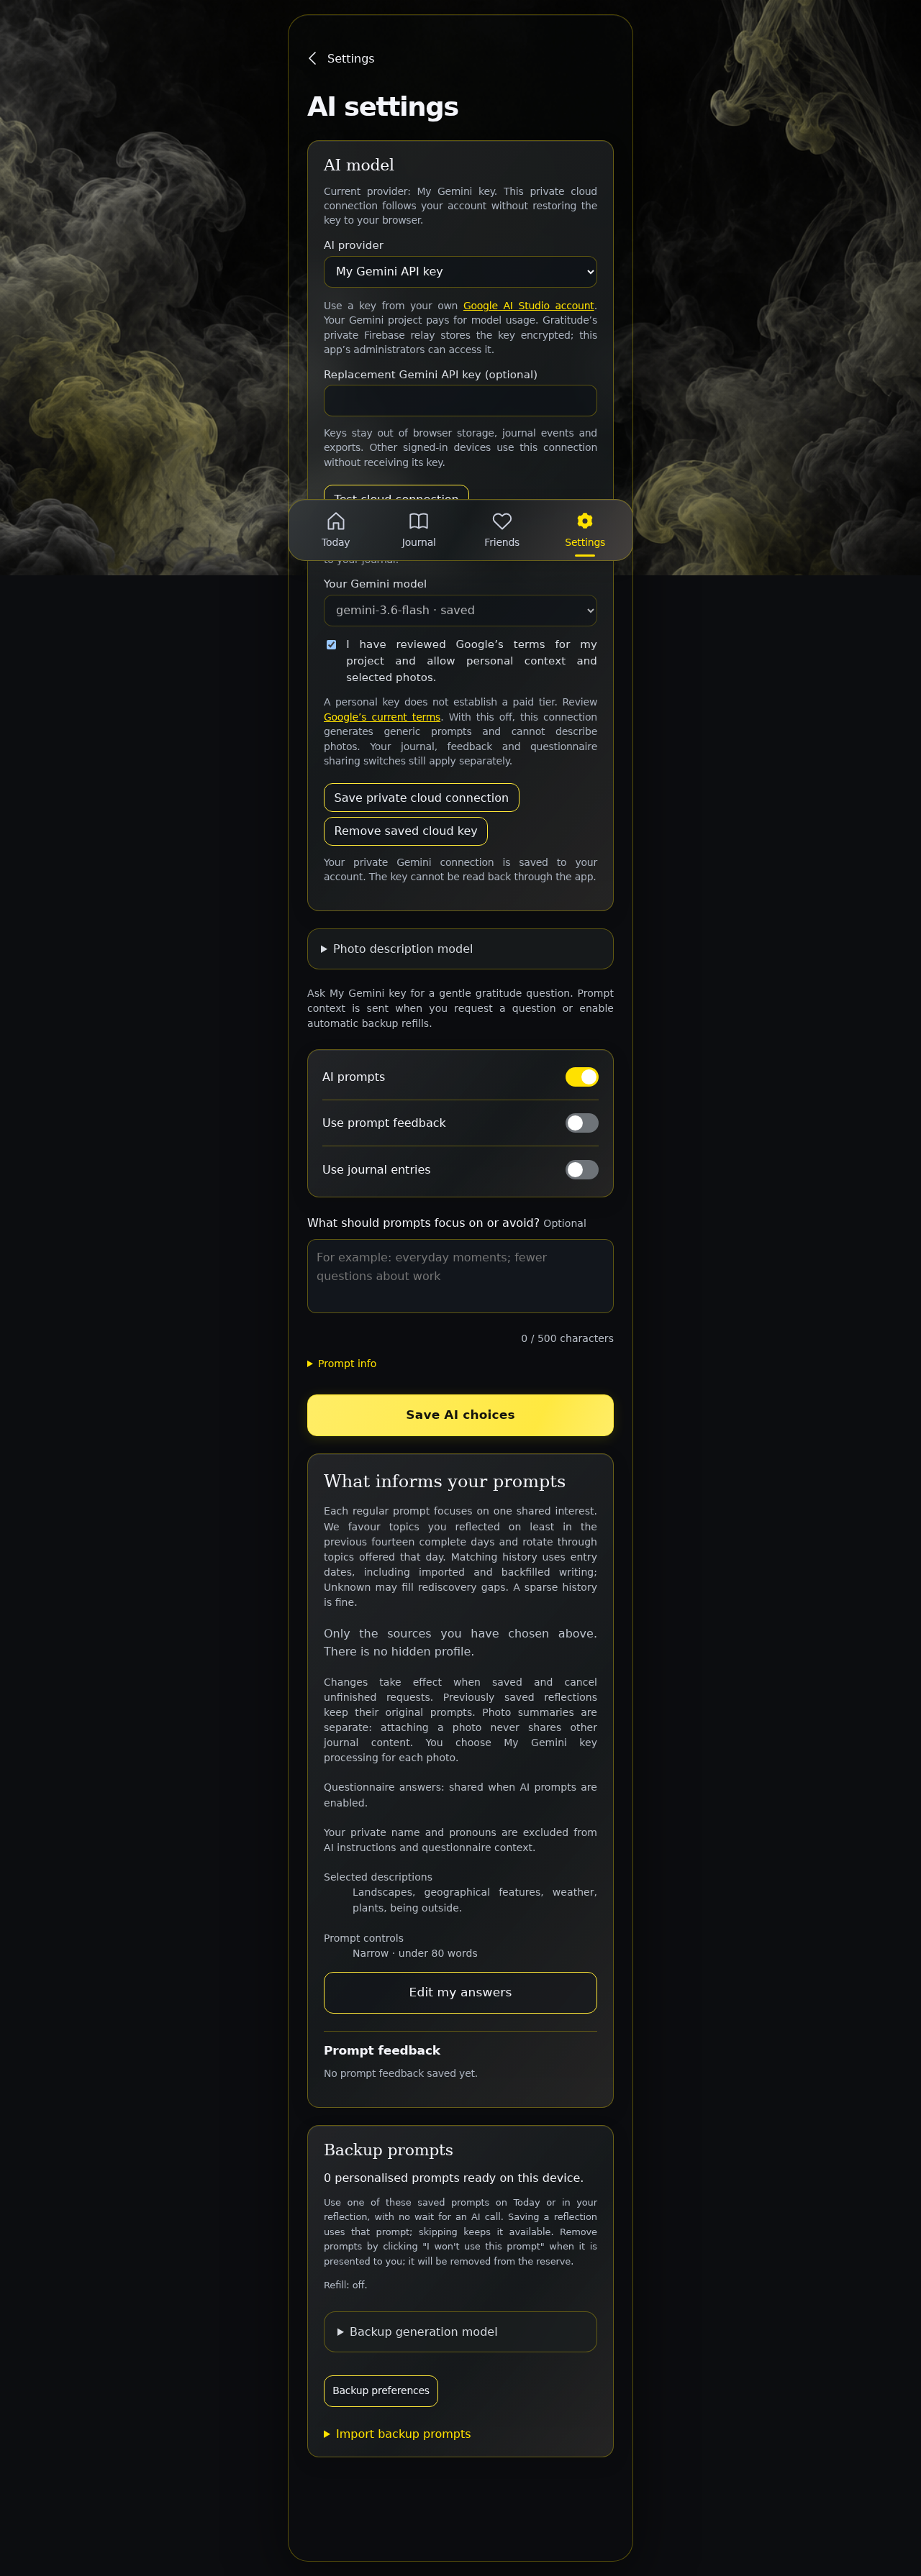 Settings
AI settings
AI model
Current provider: My Gemini key. This private cloud
connection follows your account without restoring the
key to your browser.
AI provider
My Gemini API key
Use a key from your own Google AI Studio account.
Your Gemini project pays for model usage. Gratitude’s
private Firebase relay stores the key encrypted; this
app’s administrators can access it.
Replacement Gemini API key (optional)
Keys stay out of browser storage, journal events and
exports. Other signed-in devices use this connection
without receiving its key.
Test cloud connection
Today
Journal
Friends
Settings
to your journal.
Your Gemini model
gemini-3.6-flash · saved
I have reviewed Google’s terms for my
project and allow personal context and
selected photos.
A personal key does not establish a paid tier. Review
Google’s current terms. With this off, this connection
generates generic prompts and cannot describe
photos. Your journal, feedback and questionnaire
sharing switches still apply separately.
Save private cloud connection
Remove saved cloud key
Your private Gemini connection is saved to your
account. The key cannot be read back through the app.
Photo description model
Ask My Gemini key for a gentle gratitude question. Prompt
context is sent when you request a question or enable
automatic backup refills.
AI prompts
Use prompt feedback
Use journal entries
What should prompts focus on or avoid? Optional
For example: everyday moments; fewer
questions about work
0 / 500 characters
Prompt info
Save AI choices
What informs your prompts
Each regular prompt focuses on one shared interest.
We favour topics you reflected on least in the
previous fourteen complete days and rotate through
topics offered that day. Matching history uses entry
dates, including imported and backfilled writing;
Unknown may fill rediscovery gaps. A sparse history
is fine.
Only the sources you have chosen above.
There is no hidden profile.
Changes take effect when saved and cancel
unfinished requests. Previously saved reflections
keep their original prompts. Photo summaries are
separate: attaching a photo never shares other
journal content. You choose My Gemini key
processing for each photo.
Questionnaire answers: shared when AI prompts are
enabled.
Your private name and pronouns are excluded from
AI instructions and questionnaire context.
Selected descriptions
Landscapes, geographical features, weather,
plants, being outside.
Prompt controls
Narrow · under 80 words
Edit my answers
Prompt feedback
No prompt feedback saved yet.
Backup prompts
0 personalised prompts ready on this device.
Use one of these saved prompts on Today or in your
reflection, with no wait for an AI call. Saving a reflection
uses that prompt; skipping keeps it available. Remove
prompts by clicking "I won't use this prompt" when it is
presented to you; it will be removed from the reserve.
Refill: off.
Backup generation model
Backup preferences
Import backup prompts